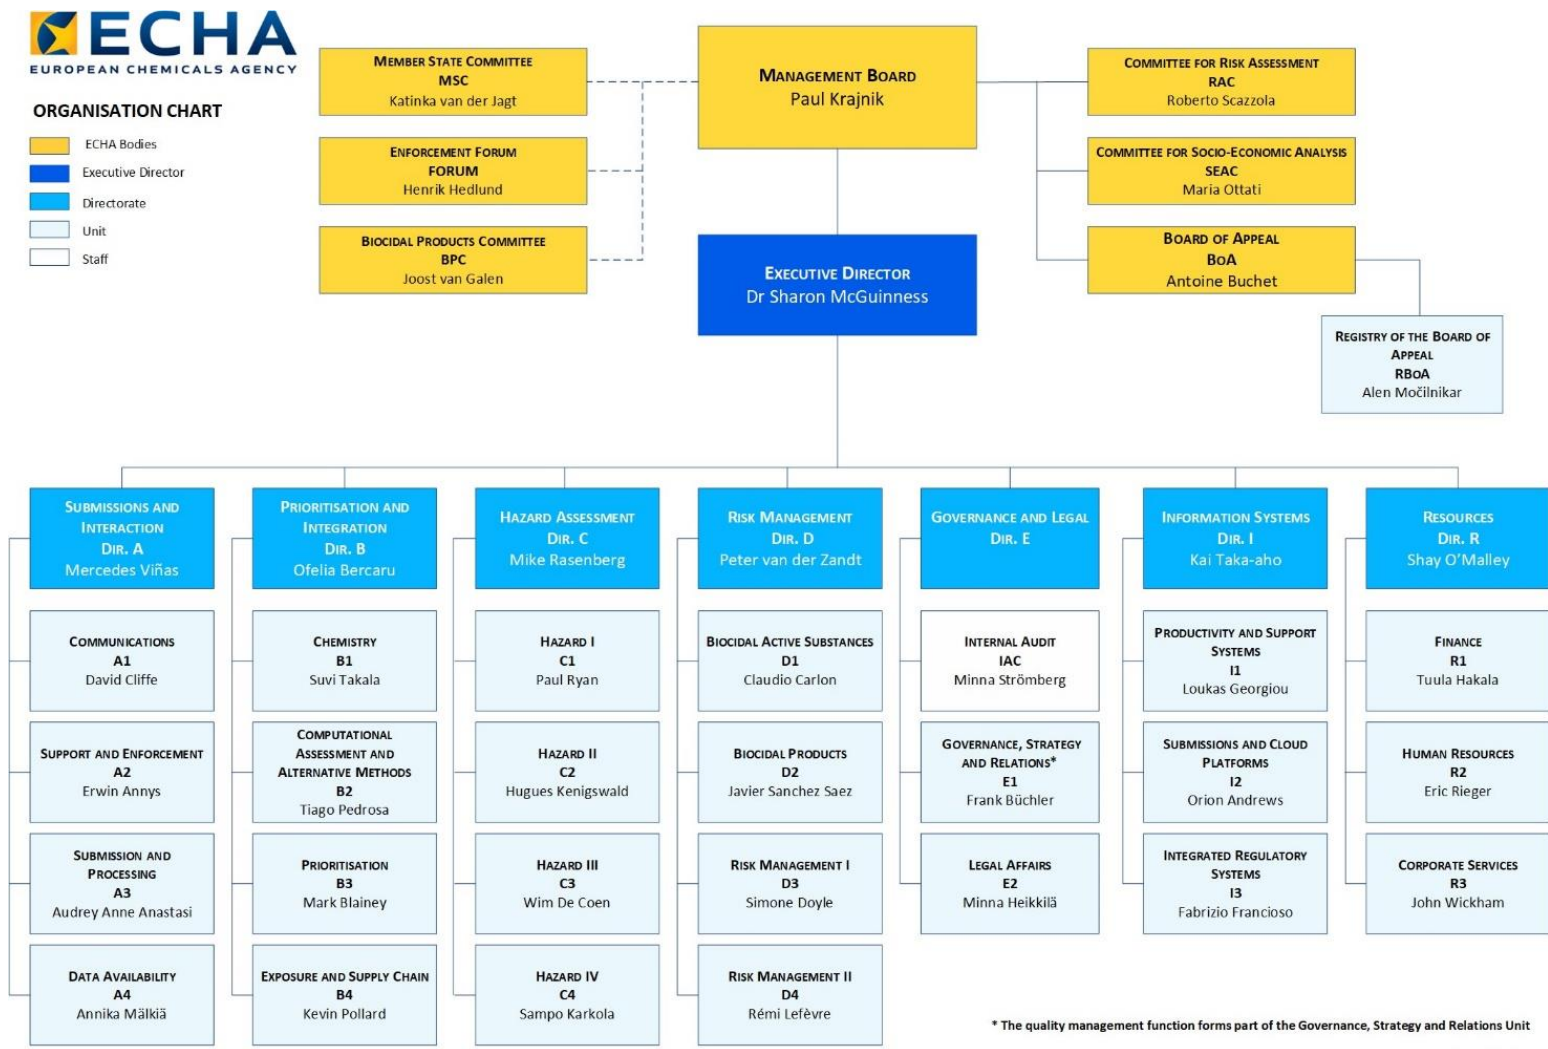 ECHA
EUROPEAN CHEMICALS AGENCY
ORGANISATION CHART
ECHA Bodies
Executive Director
Directorate
Unit
Staff
MEMBER STATE COMMITTEE
MSC
Katinka van der Jagt
ENFORCEMENT FORUM
FORUM
Henrik Hedlund
BIOCIDAL PRODUCTS COMMITTEE
BPC
Joost van Galen
MANAGEMENT BOARD
Paul Krajnik
EXECUTIVE DIRECTOR
Dr Sharon McGuinness
COMMITTEE FOR RISK ASSESSMENT
RAC
Roberto Scazzola
COMMITTEE FOR SOCIO-ECONOMIC ANALYSIS
SEAC
Maria Ottati
BOARD OF APPEAL
BOA
Antoine Buchet
REGISTRY OF THE BOARD OF
APPEAL
RBOA
Alen Močilnikar
SUBMISSIONS AND
INTERACTION
DIR. A
Mercedes Viñas
COMMUNICATIONS
A1
David Cliffe
SUPPORT AND ENFORCEMENT
A2
Erwin Annys
SUBMISSION AND
PROCESSING
A3
Audrey Anne Anastasi
DATA AVAILABILITY
A4
Annika Mälkiä
PRIORITISATION AND
INTEGRATION
DIR. B
Ofelia Bercaru
CHEMISTRY
B1
Suvi Takala
COMPUTATIONAL
ASSESSMENT AND
ALTERNATIVE METHODS
B2
Tiago Pedrosa
PRIORITISATION
B3
Mark Blainey
EXPOSURE AND SUPPLY CHAIN
B4
Kevin Pollard
HAZARD ASSESSMENT
DIR. C
Mike Rasenberg
HAZARD I
C1
Paul Ryan
HAZARD II
C2
Hugues Kenigswald
HAZARD III
C3
Wim De Coen
HAZARD IV
C4
Sampo Karkola
RISK MANAGEMENT
DIR. D
Peter van der Zandt
BIOCIDAL ACTIVE SUBSTANCES
D1
Claudio Carlon
BIOCIDAL PRODUCTS
D2
Javier Sanchez Saez
RISK MANAGEMENT I
D3
Simone Doyle
RISK MANAGEMENT II
D4
Rémi Lefèvre
GOVERNANCE AND LEGAL
DIR. E
INTERNAL AUDIT
IAC
Minna Strömberg
GOVERNANCE, STRATEGY
AND RELATIONS*
E1
Frank Büchler
LEGAL AFFAIRS
E2
Minna Heikkilä
INFORMATION SYSTEMS
DIR. I
Kai Taka-aho
PRODUCTIVITY AND SUPPORT
SYSTEMS
I1
Loukas Georgiou
SUBMISSIONS AND CLOUD
PLATFORMS
I2
Orion Andrews
INTEGRATED REGULATORY
SYSTEMS
I3
Fabrizio Francioso
RESOURCES
DIR. R
Shay O'Malley
FINANCE
R1
Tuula Hakala
HUMAN RESOURCES
R2
Eric Rieger
CORPORATE SERVICES
R3
John Wickham
* The quality management function forms part of the Governance, Strategy and Relations Unit